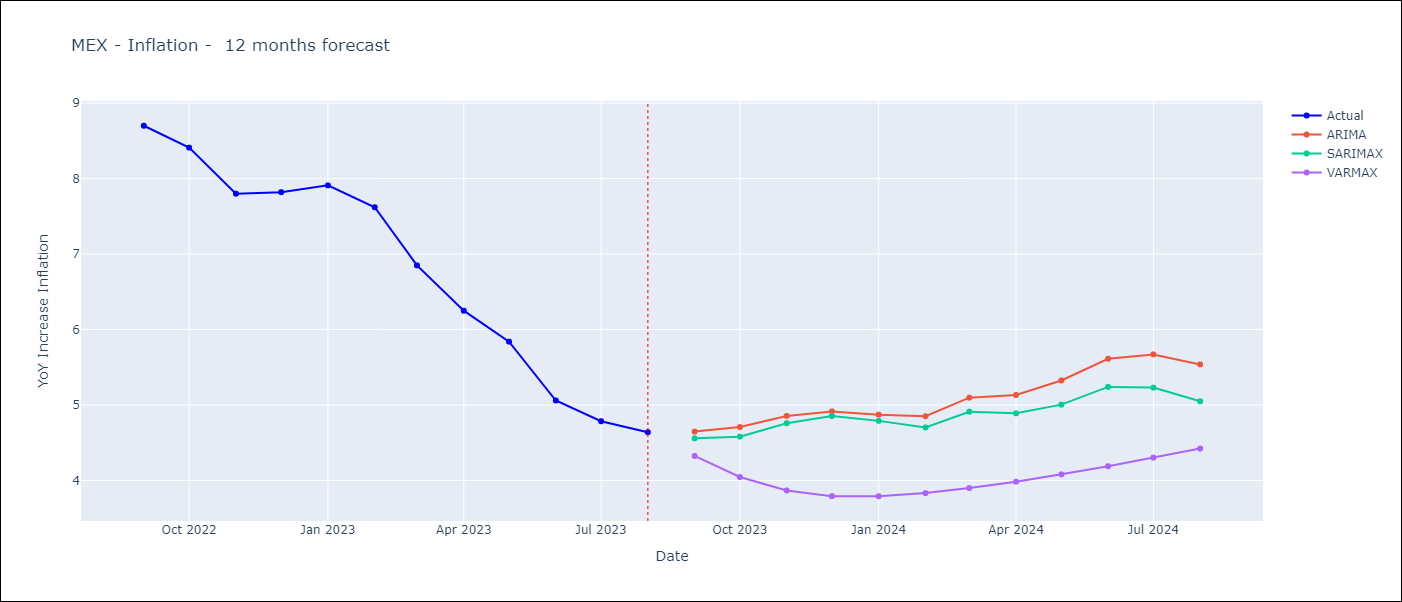 MEX - Inflation -  12 months forecast
YoY Increase Inflation
9
8
7
6
5
4
Oct 2022
Jan 2023
Apr 2023
Jul 2023
Oct 2023
Jan 2024
Apr 2024
Jul 2024
Date
Actual
ARIMA
SARIMAX
VARMAX